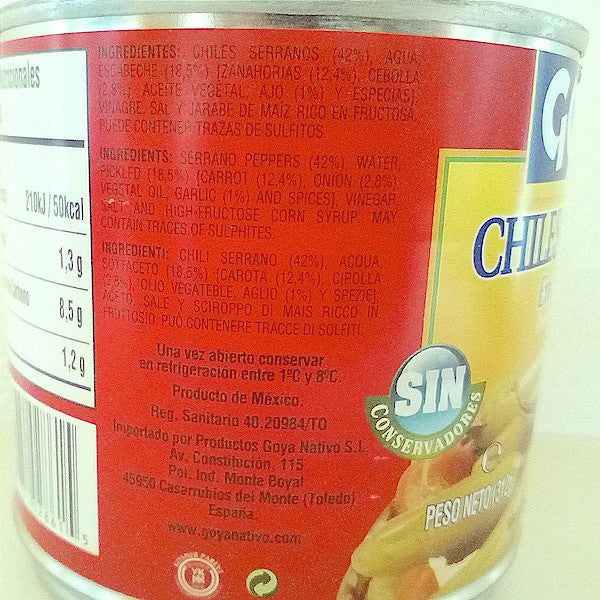 cionales
210kJ / 50kcal
1,3 g
8,5 g
1,2 g
INGREDIENTES: CHILES SERRANOS (42%), AGUA,
ESCABECHE (18,5%) [ZANAHORIAS (12,4%), CEBOLLA
(2,8%), ACEITE VEGETAL, AJO (1%) Y ESPECIAS],
VINAGRE, SAL Y JARABE DE MAÍZ RICO EN FRUCTOSA.
PUEDE CONTENER TRAZAS DE SULFITOS
INGREDIENTS: SERRANO PEPPERS (42%), WATER,
PICKLED (18.5%) [CARROT (12.4%), ONION (2.8%),
VEGETAL OIL, GARLIC (1%) AND SPICES], VINEGAR,
SALT AND HIGH-FRUCTOSE CORN SYRUP. MAY
CONTAIN TRACES OF SULPHITES.
INGREDIENTI: CHILI SERRANO (42%), ACQUA,
SOTTACETO (18,5%) [CAROTA (12,4%), CIPOLLA
(2,8%), OLIO VEGATEBLE, AGLIO (1%) Y SPEZIE],
ACETO, SALE Y SCIROPPO DI MAIS RICCO IN
FRUTTOSIO. PUÒ CONTENERE TRACCE DI SOLFITI.
Una vez abierto conservar
en refrigeración entre 1ºC y 8ºC.
Producto de México.
Reg. Sanitario 40.20984/TO
Importado por Productos Goya Nativo S.L.
Av. Constitución, 115
Pol. Ind. Monte Boyal
45950 Casarrubios del Monte (Toledo)
España
www.goyanativo.com
GO
CHILE
SIN
CONSERVADORES
PESO NETO